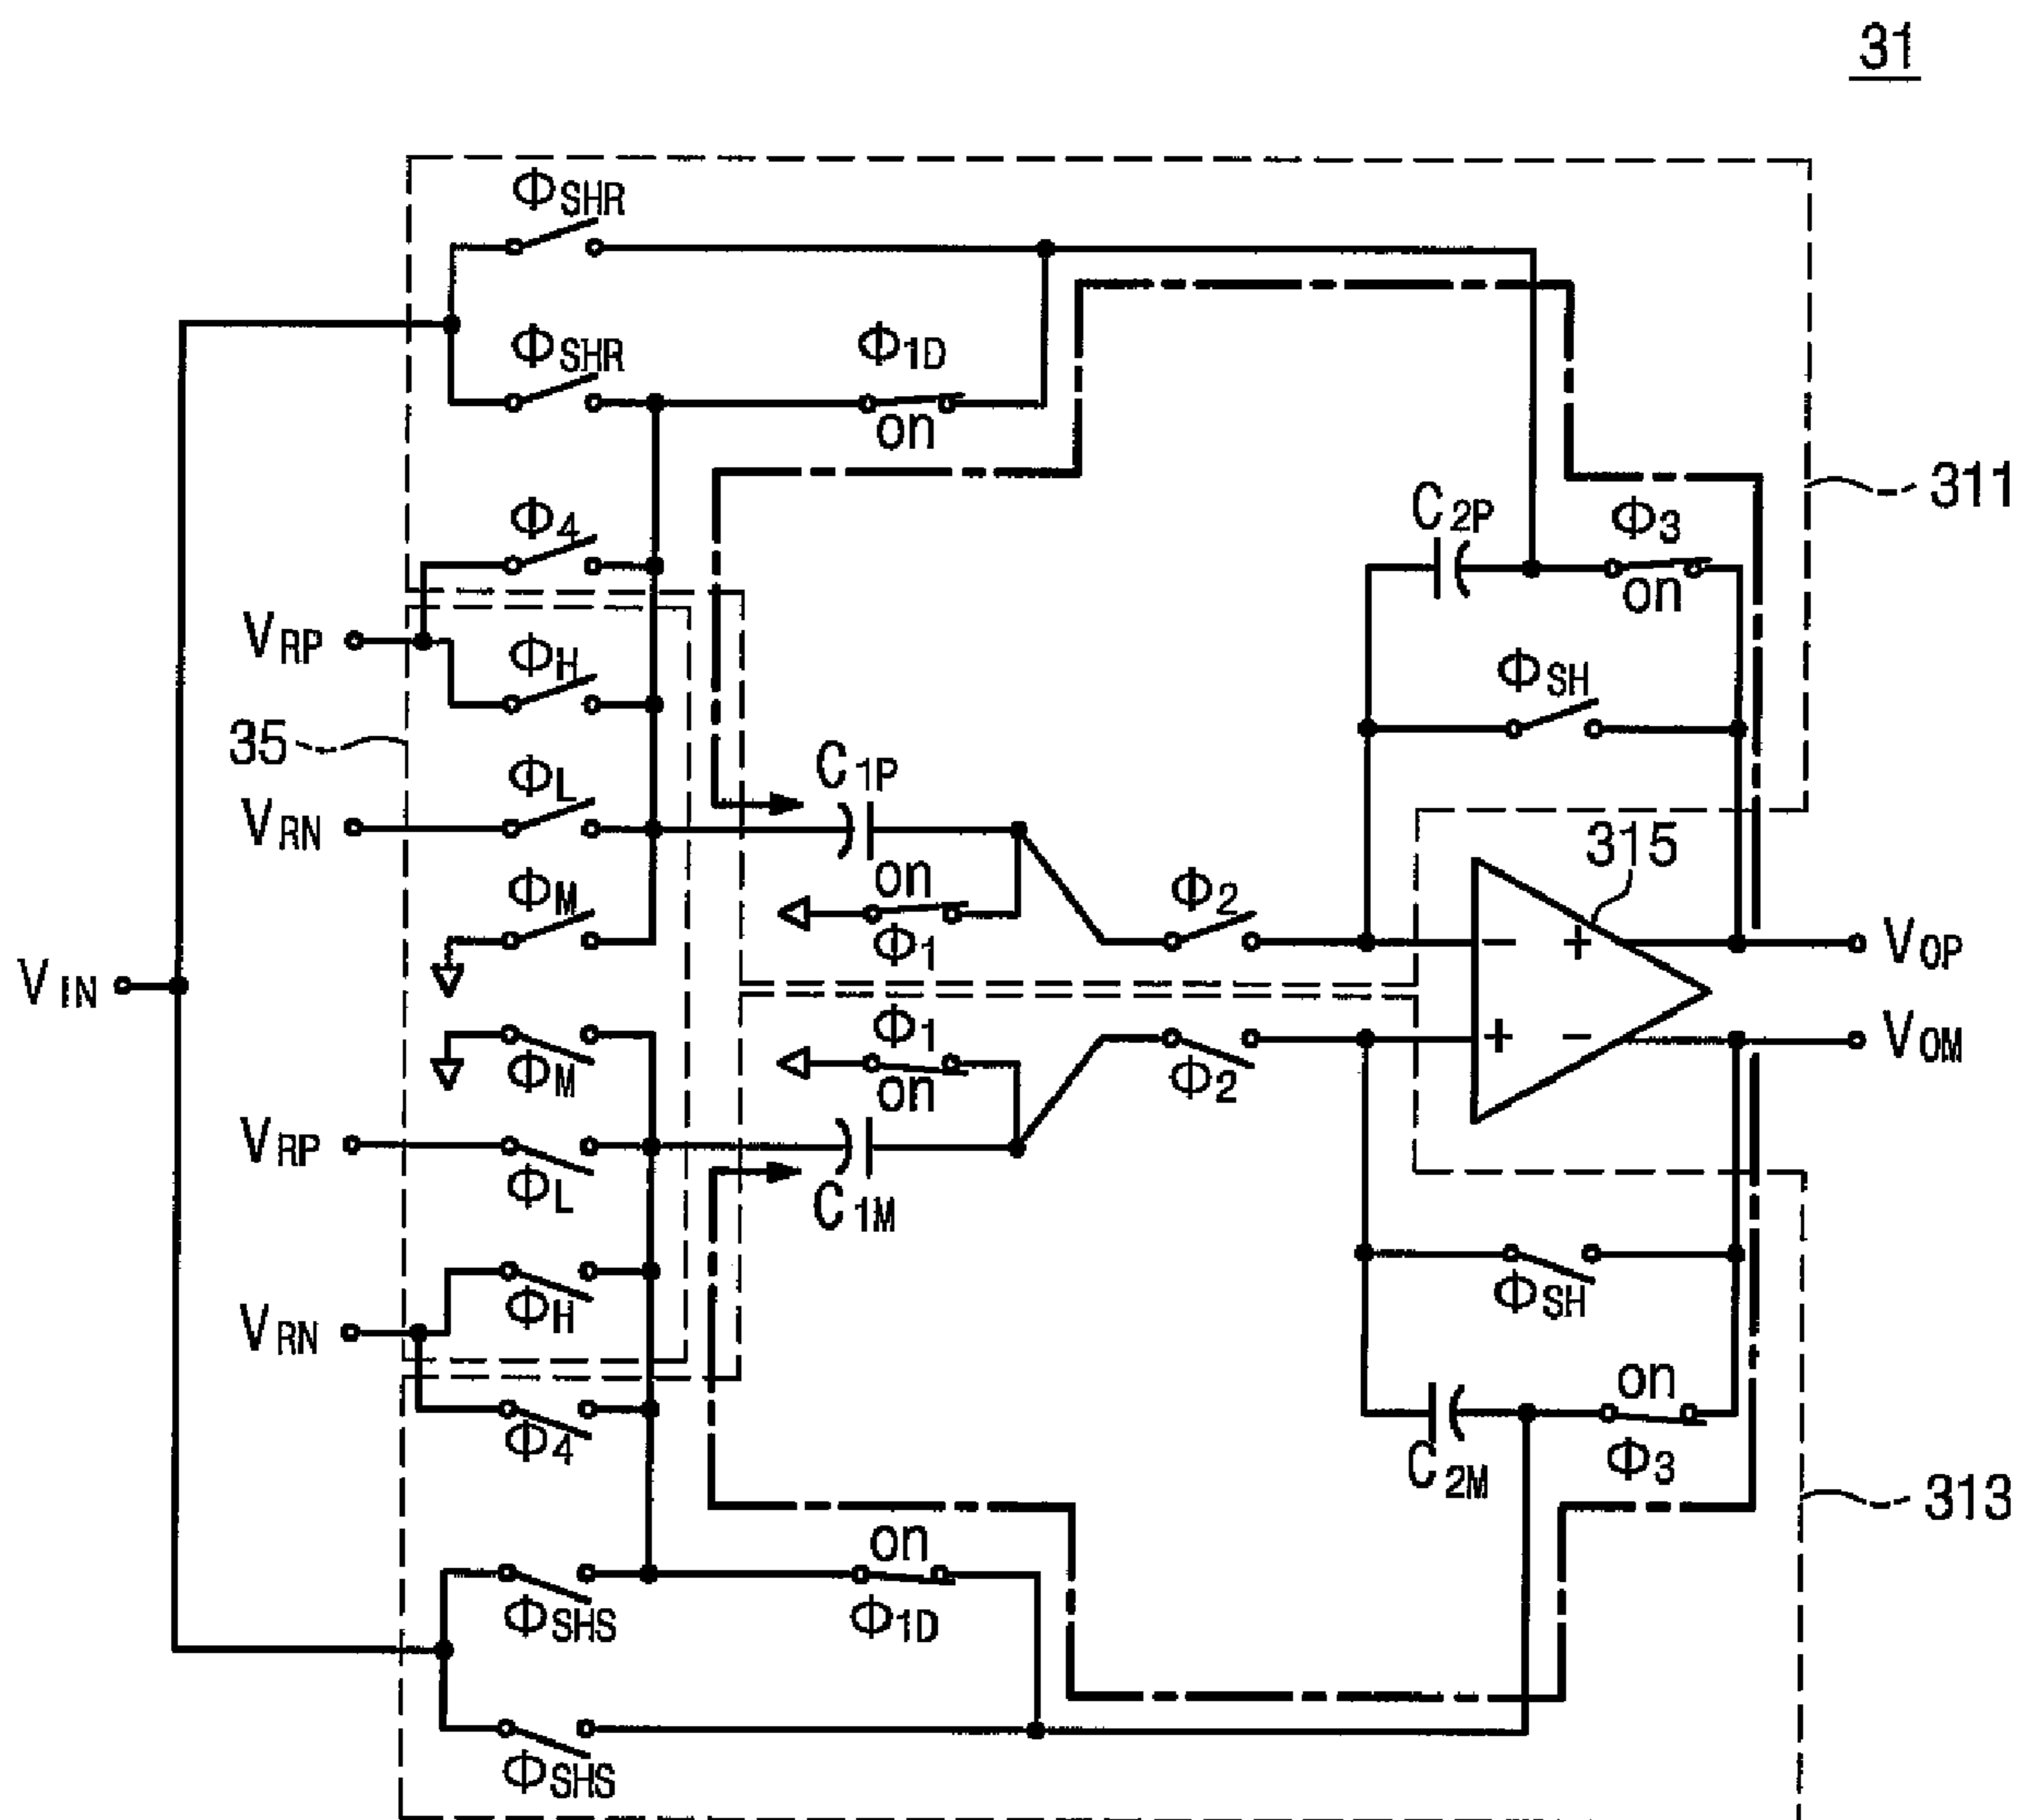 31
ΦSHR
ΦSHR
Φ1D
on
311
Φ4
C2P
Φ3
on
VRP
ΦH
ΦSH
35
ΦL
C1P
VRN
315
ΦM
on
Φ1
Φ2
- +
VOP
VIN
Φ1
+ -
VOM
ΦM
on
Φ2
VRP
ΦL
C1M
ΦH
ΦSH
VRN
on
Φ4
C2M
Φ3
313
on
ΦSHS
Φ1D
ΦSHS